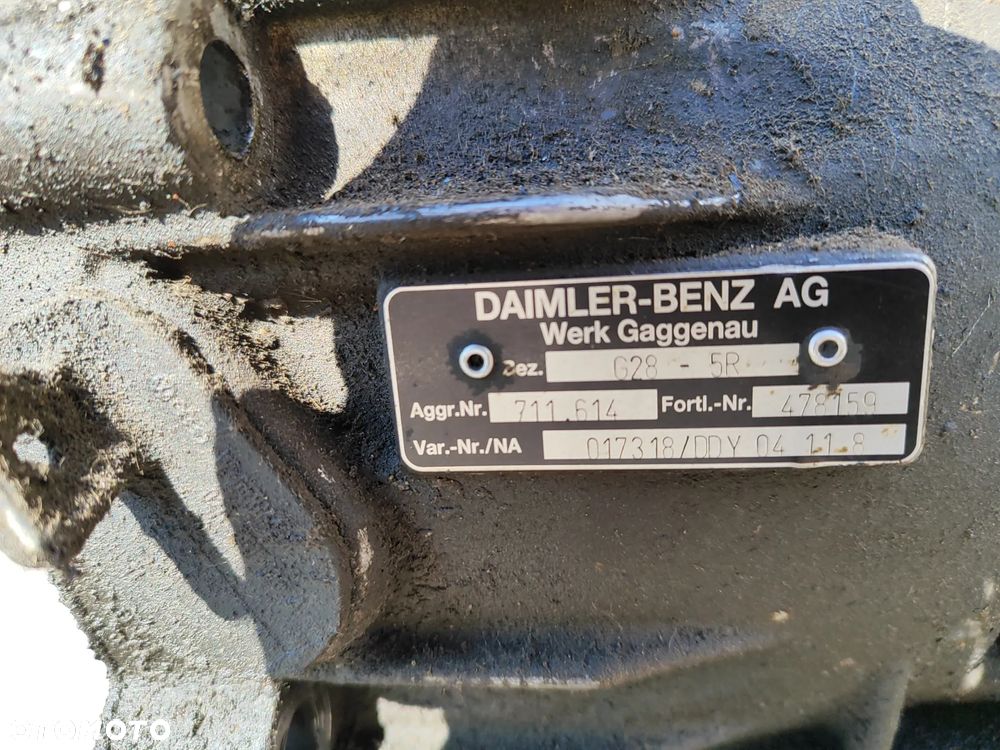 DAIMLER-BENZ AG
Werk Gaggenau
Bez. G28 - 5R
Aggr.Nr. 711.614 Fortl.-Nr. 478159
Var.-Nr./NA 017318/DDY 04 11 8
OTOMOTO